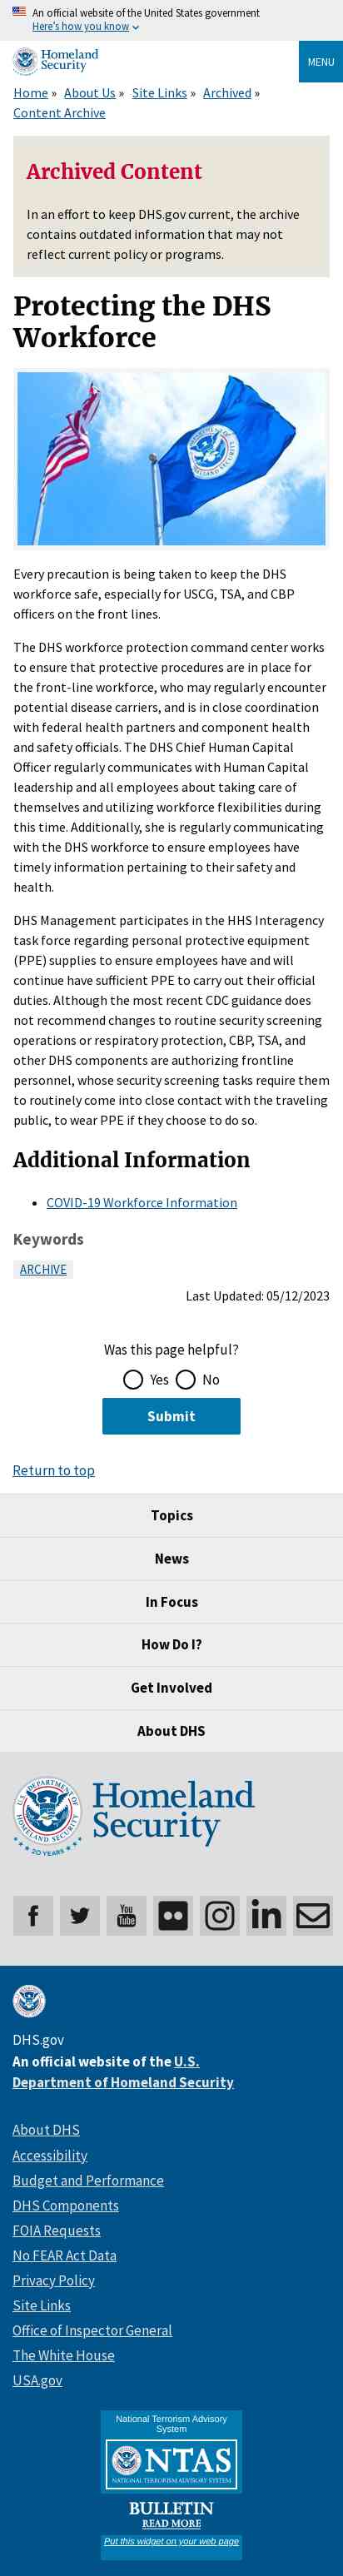 An official website of the United States government
Here's how you know
Homeland
Security
MENU
Home » About Us » Site Links » Archived »
Content Archive
Archived Content
In an effort to keep DHS.gov current, the archive
contains outdated information that may not
reflect current policy or programs.
Protecting the DHS
Workforce
Every precaution is being taken to keep the DHS
workforce safe, especially for USCG, TSA, and CBP
officers on the front lines.
The DHS workforce protection command center works
to ensure that protective procedures are in place for
the front-line workforce, who may regularly encounter
potential disease carriers, and is in close coordination
with federal health partners and component health
and safety officials. The DHS Chief Human Capital
Officer regularly communicates with Human Capital
leadership and all employees about taking care of
themselves and utilizing workforce flexibilities during
this time. Additionally, she is regularly communicating
with the DHS workforce to ensure employees have
timely information pertaining to their safety and
health.
DHS Management participates in the HHS Interagency
task force regarding personal protective equipment
(PPE) supplies to ensure employees have and will
continue have sufficient PPE to carry out their official
duties. Although the most recent CDC guidance does
not recommend changes to routine security screening
operations or respiratory protection, CBP, TSA, and
other DHS components are authorizing frontline
personnel, whose security screening tasks require them
to routinely come into close contact with the traveling
public, to wear PPE if they choose to do so.
Additional Information
• COVID-19 Workforce Information
Keywords
ARCHIVE
Last Updated: 05/12/2023
Was this page helpful?
Yes No
Submit
Return to top
Topics
News
In Focus
How Do I?
Get Involved
About DHS
U.S. DEPARTMENT OF
HOMELAND SECURITY
20 YEARS
Homeland
Security
You
Tube
DHS.gov
An official website of the U.S.
Department of Homeland Security
About DHS
Accessibility
Budget and Performance
DHS Components
FOIA Requests
No FEAR Act Data
Privacy Policy
Site Links
Office of Inspector General
The White House
USA.gov
National Terrorism Advisory
System
NTAS
NATIONAL TERRORISM ADVISORY SYSTEM
BULLETIN
READ MORE
Put this widget on your web page